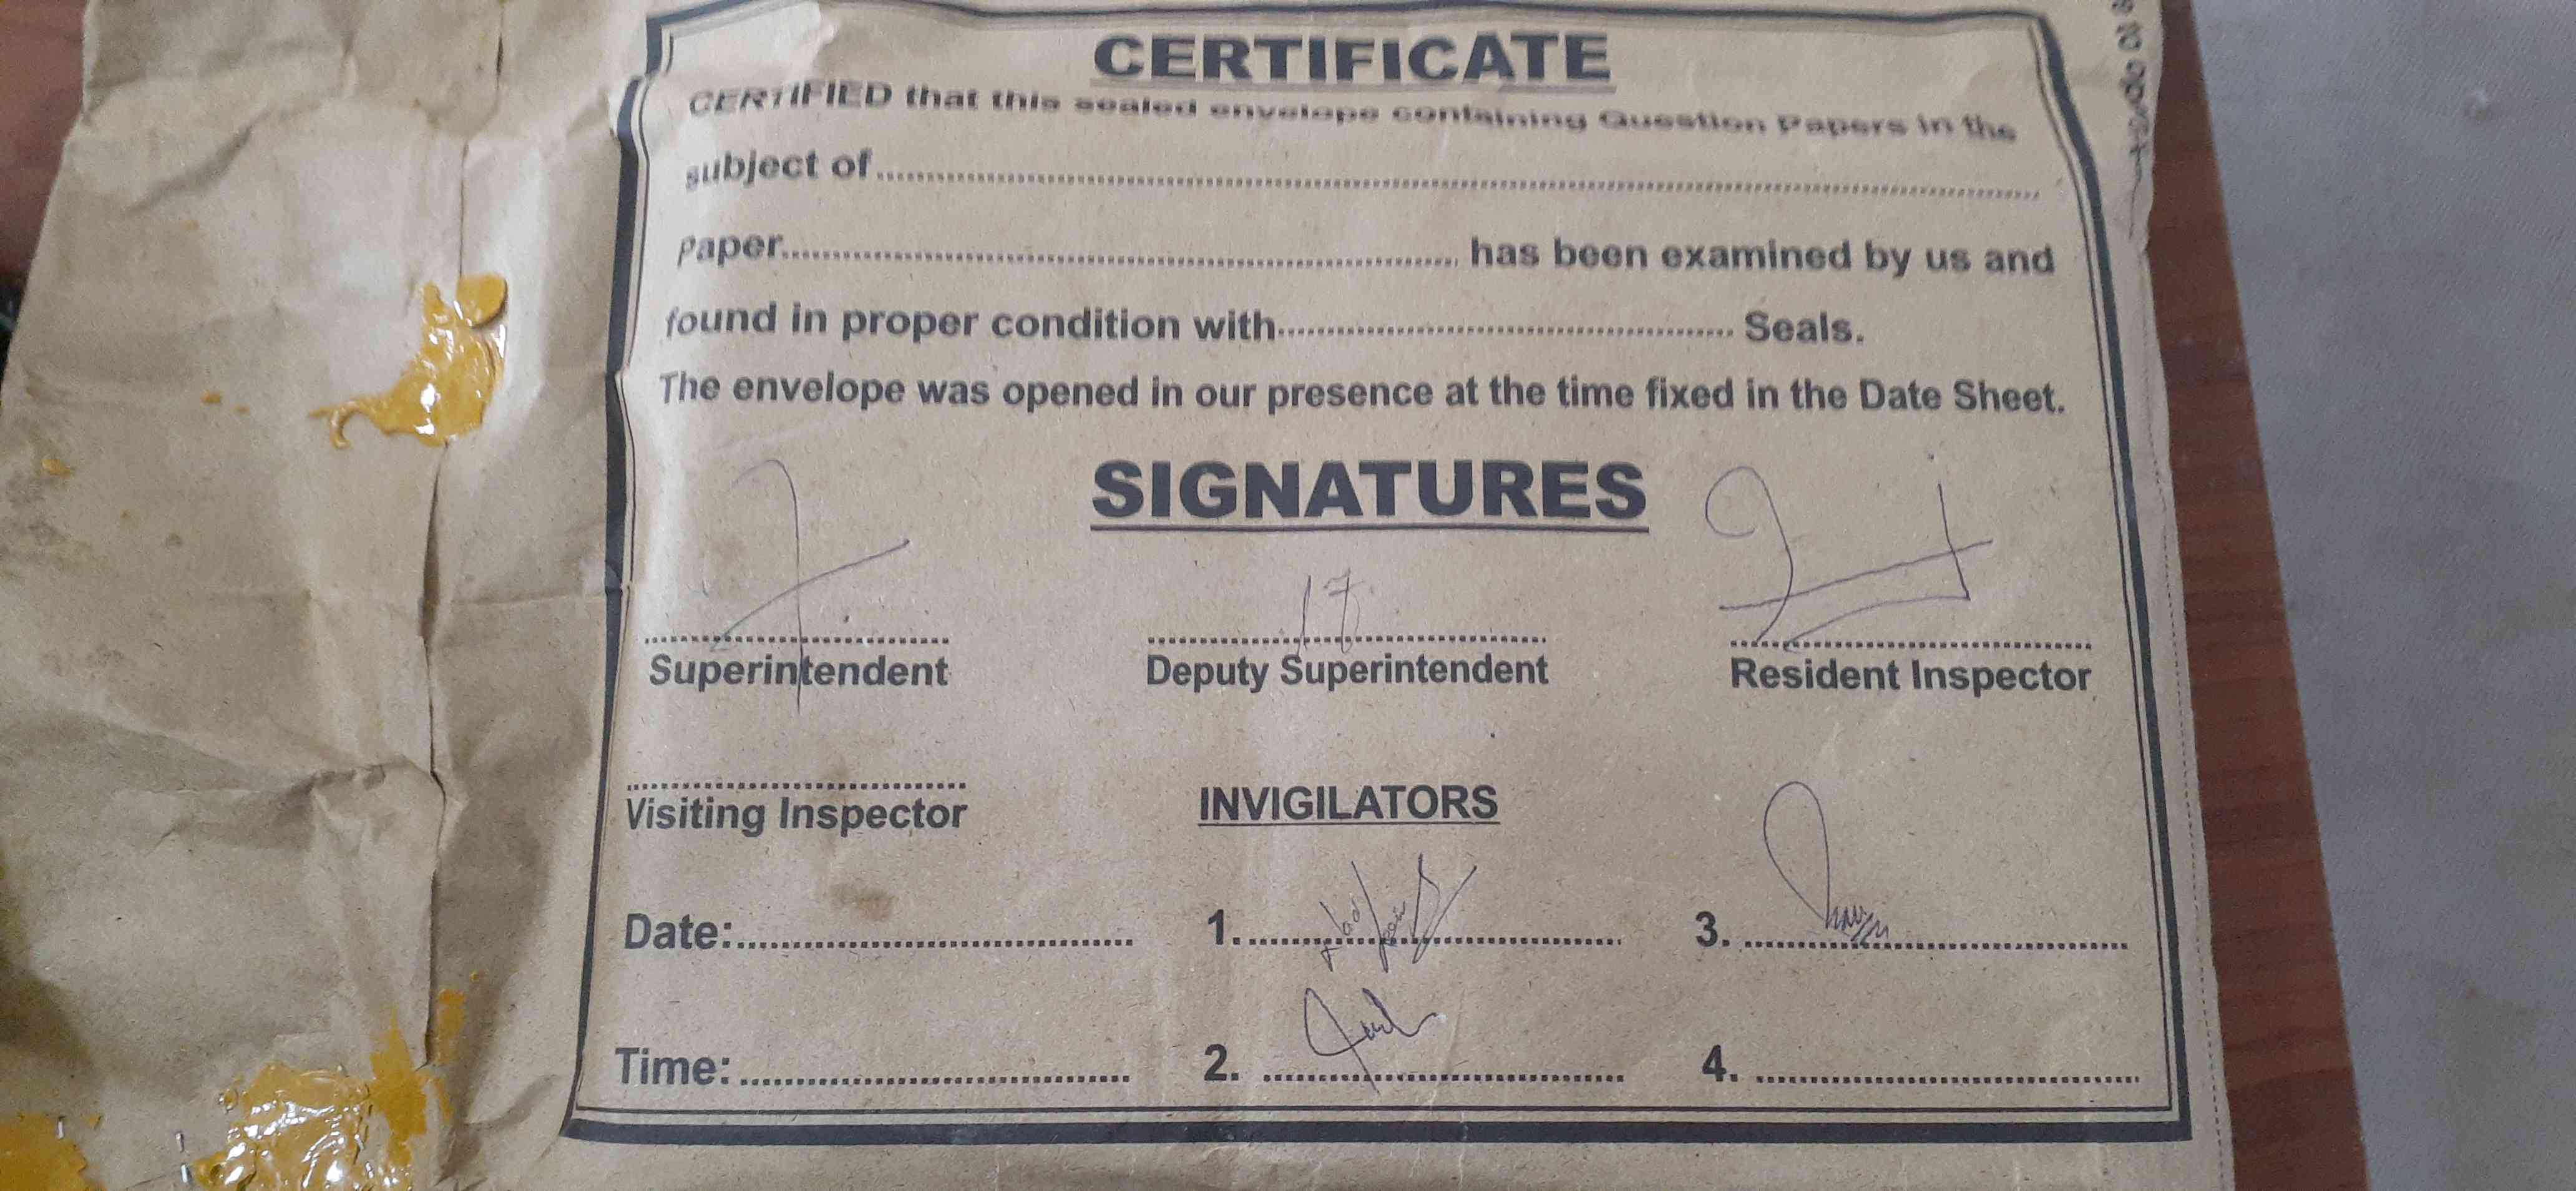 CERTIFICATE
CERTIFIED that this sealed envelope containing Question Papers in the
subject of........................................
Paper........................................ has been examined by us and
found in proper condition with........................................ Seals.
The envelope was opened in our presence at the time fixed in the Date Sheet.
SIGNATURES
Superintendent Deputy Superintendent Resident Inspector
Visiting Inspector INVIGILATORS
Date:........................................ 1......................................... 3.........................................
Time:........................................ 2......................................... 4.........................................